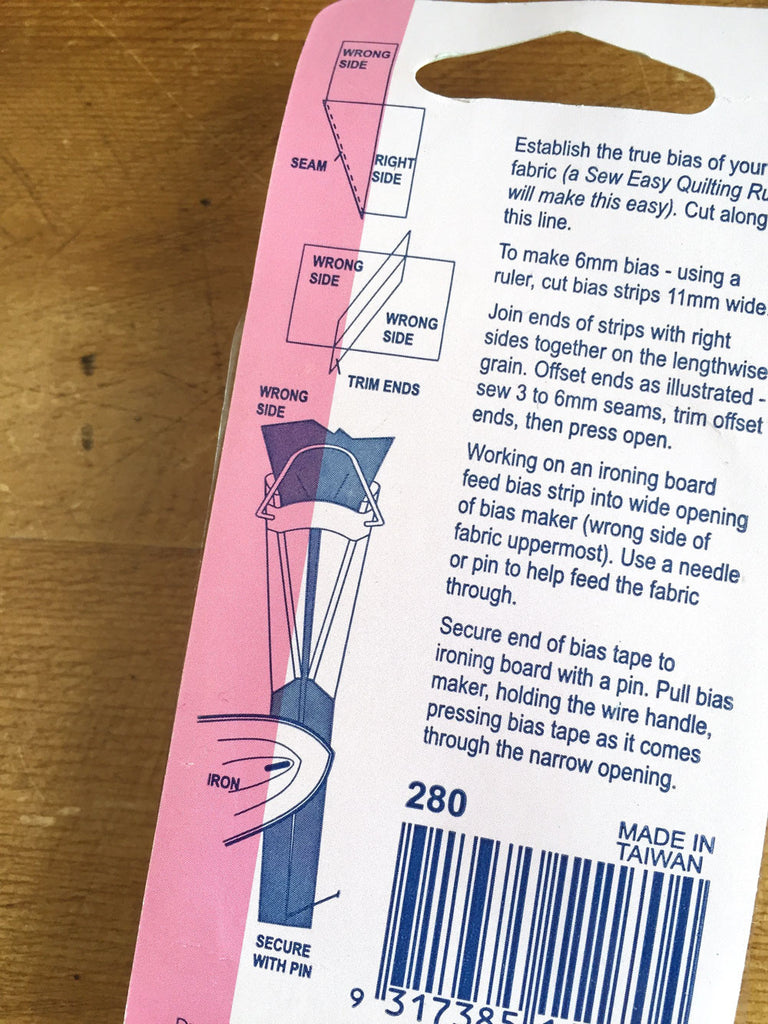 WRONG
SIDE
SEAM
RIGHT
SIDE
WRONG
SIDE
WRONG
SIDE
TRIM ENDS
WRONG
SIDE
IRON
SECURE
WITH PIN
Establish the true bias of your
fabric (a Sew Easy Quilting
will make this easy). Cut along
this line.
To make 6mm bias - using a
ruler, cut bias strips 11mm wide.
Join ends of strips with right
sides together on the lengthwise
grain. Offset ends as illustrated -
sew 3 to 6mm seams, trim offset
ends, then press open.
Working on an ironing board
feed bias strip into wide opening
of bias maker (wrong side of
fabric uppermost). Use a needle
or pin to help feed the fabric
through.
Secure end of bias tape to
ironing board with a pin. Pull bias
maker, holding the wire handle,
pressing bias tape as it comes
through the narrow opening.
280
MADE IN
TAIWAN
9 317385